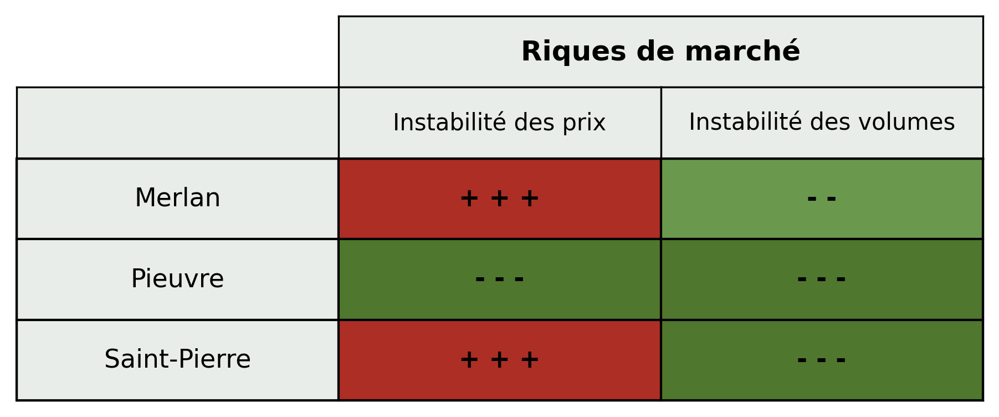 Riques de marché
Instabilité des prix
Instabilité des volumes
Merlan
+ + +
- -
Pieuvre
- - -
- - -
Saint-Pierre
+ + +
- - -